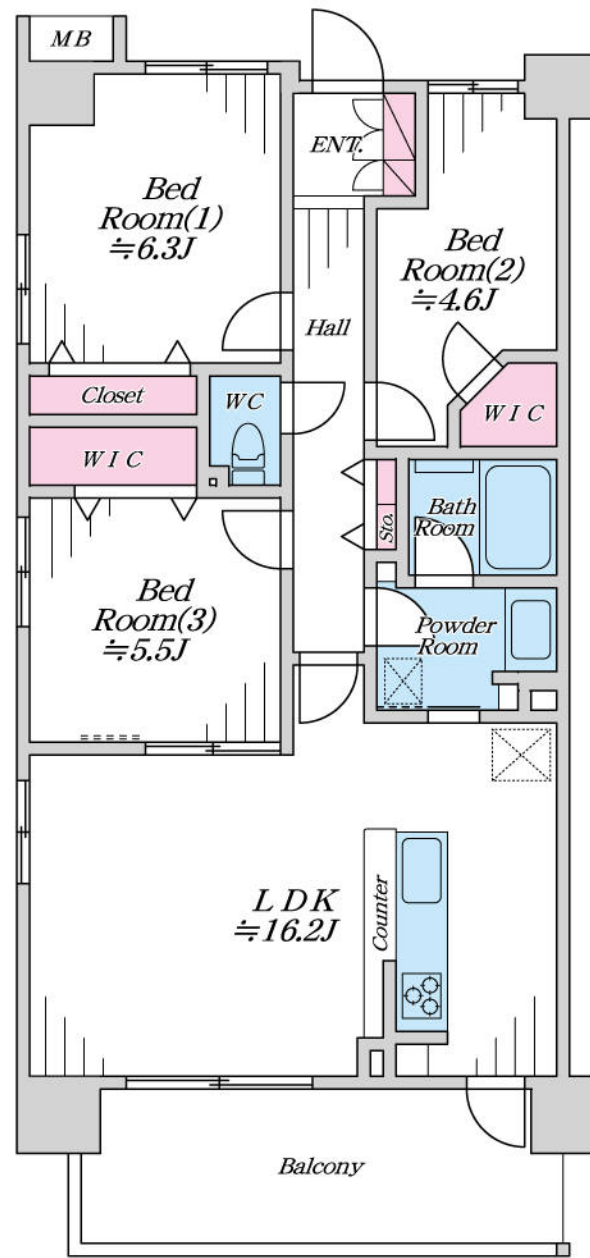 MB
ENT.
Bed
Room(1)
≒6.3J
Bed
Room(2)
≒4.6J
Hall
Closet
WC
WIC
WIC
Sto.
Bath
Room
Bed
Room(3)
≒5.5J
Powder
Room
LDK
≒16.2J
Counter
Balcony